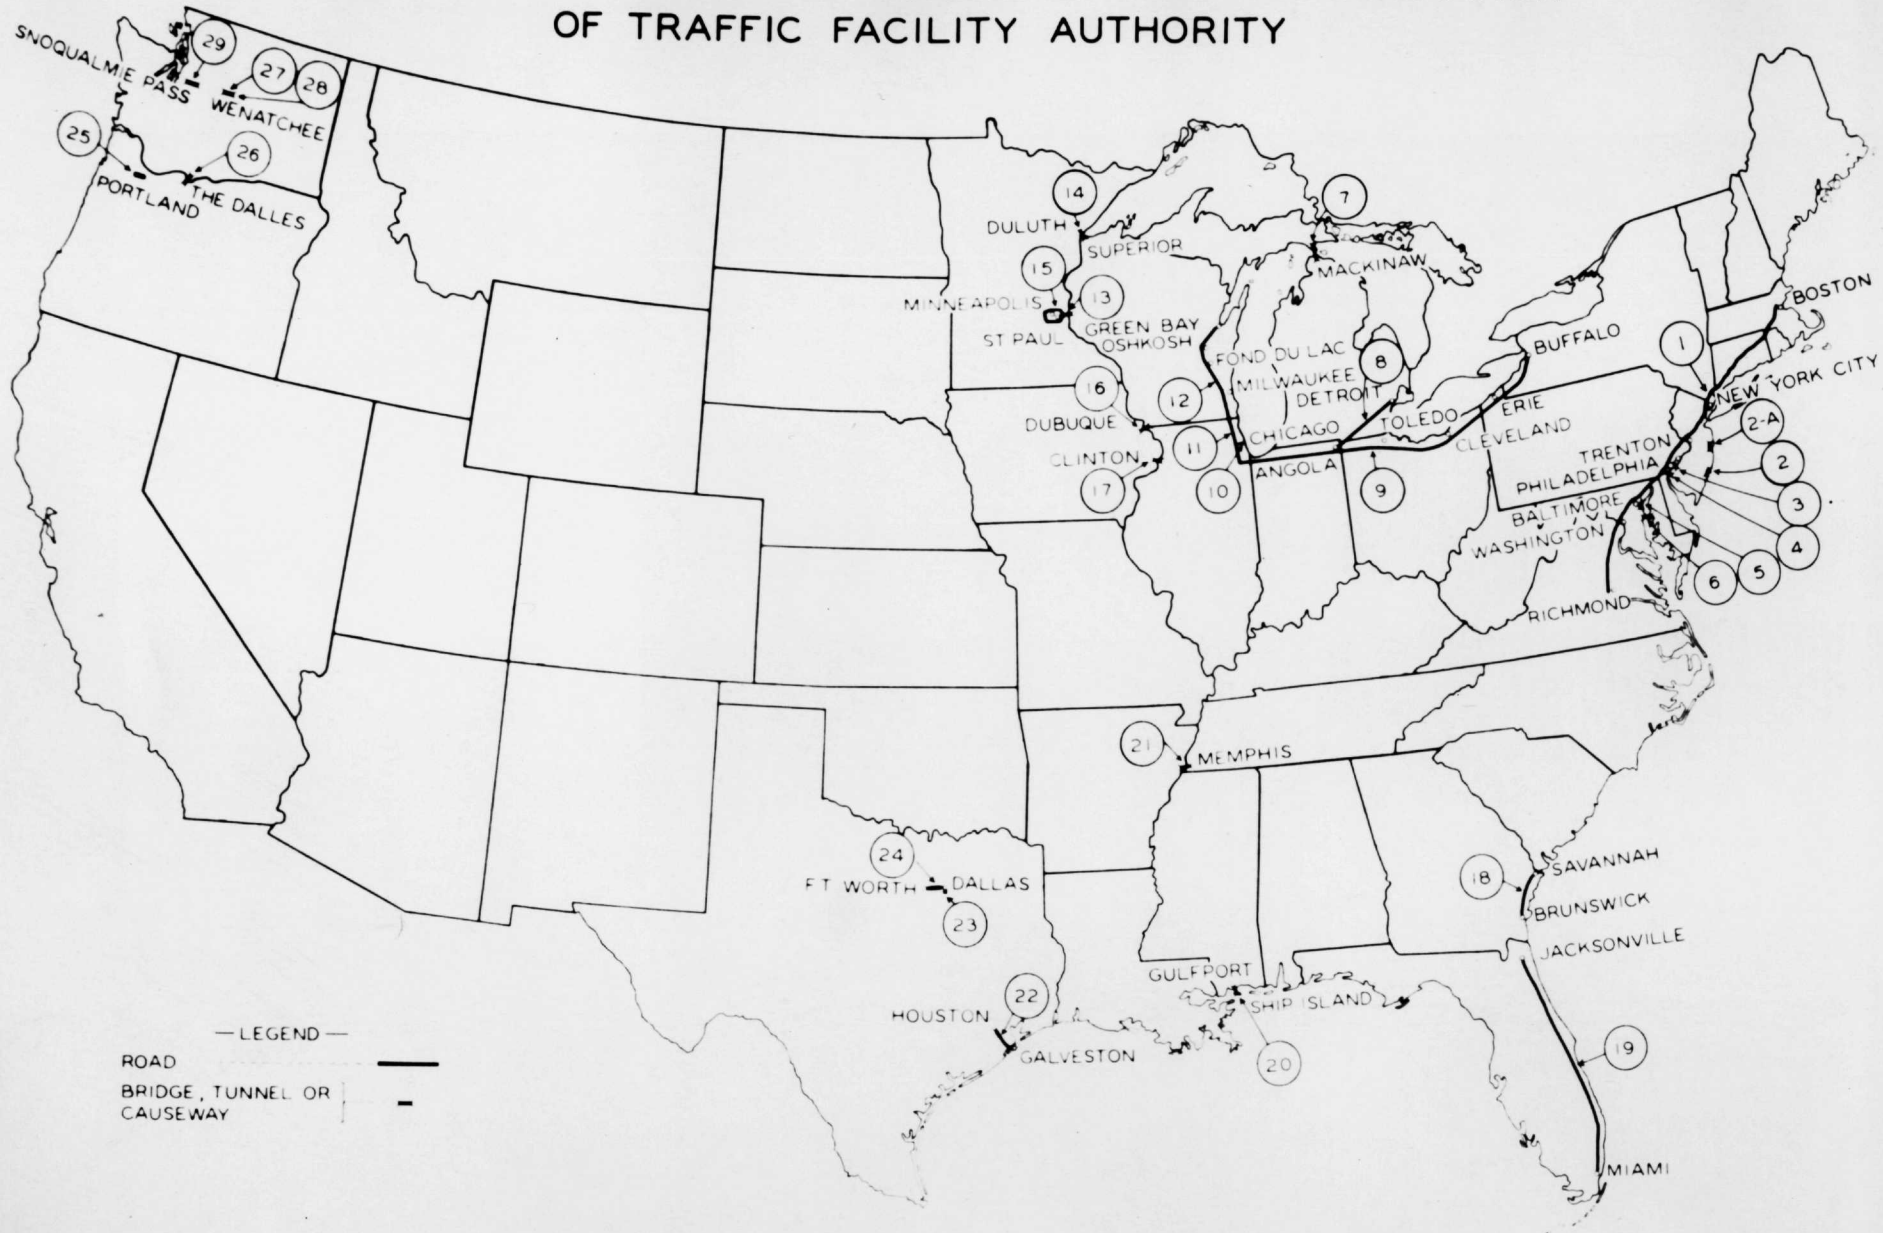 OF TRAFFIC FACILITY AUTHORITY
SNOQUALMIE PASS
29
27
28
WENATCHEE
25
26
PORTLAND
THE DALLES
14
7
DULUTH
SUPERIOR
MACKINAW
15
13
MINNEAPOLIS
ST PAUL
GREEN BAY
OSHKOSH
FOND DU LAC
8
BUFFALO
BOSTON
1
16
12
MILWAUKEE
DETROIT
NEW YORK CITY
DUBUQUE
CHICAGO
TOLEDO
ERIE
CLEVELAND
2-A
CLINTON
11
ANGOLA
TRENTON
PHILADELPHIA
2
17
10
9
3
BALTIMORE
WASHINGTON
4
6
5
RICHMOND
21
MEMPHIS
24
FT WORTH
DALLAS
23
18
SAVANNAH
BRUNSWICK
JACKSONVILLE
GULFPORT
SHIP ISLAND
22
HOUSTON
GALVESTON
20
19
MIAMI
— LEGEND —
ROAD
BRIDGE, TUNNEL OR
CAUSEWAY